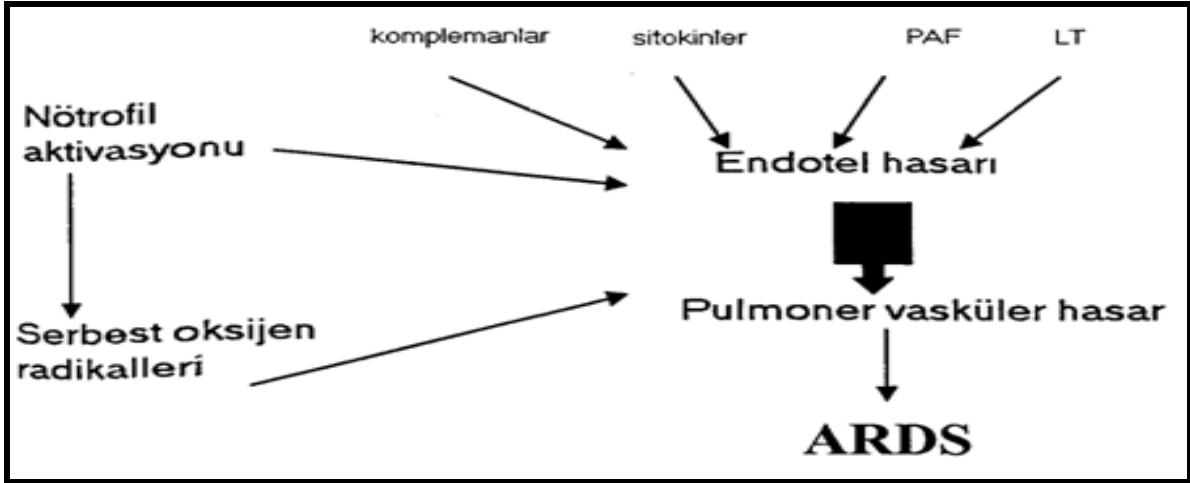 komplemanlar sitokinler PAF LT
Nötrofil
aktivasyonu
Endotel hasarı
Serbest oksijen
radikalleri
Pulmoner vasküler hasar
ARDS